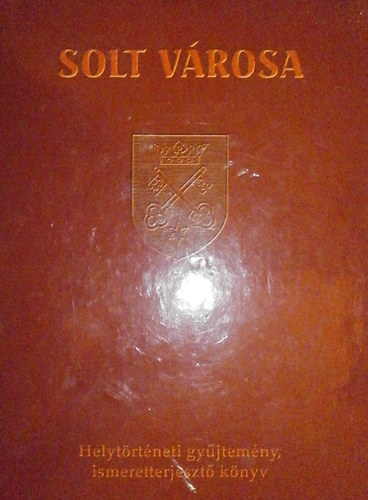 SOLT VÁROSA
Helytörténeti gyűjtemény,
ismeretterjesztő könyv